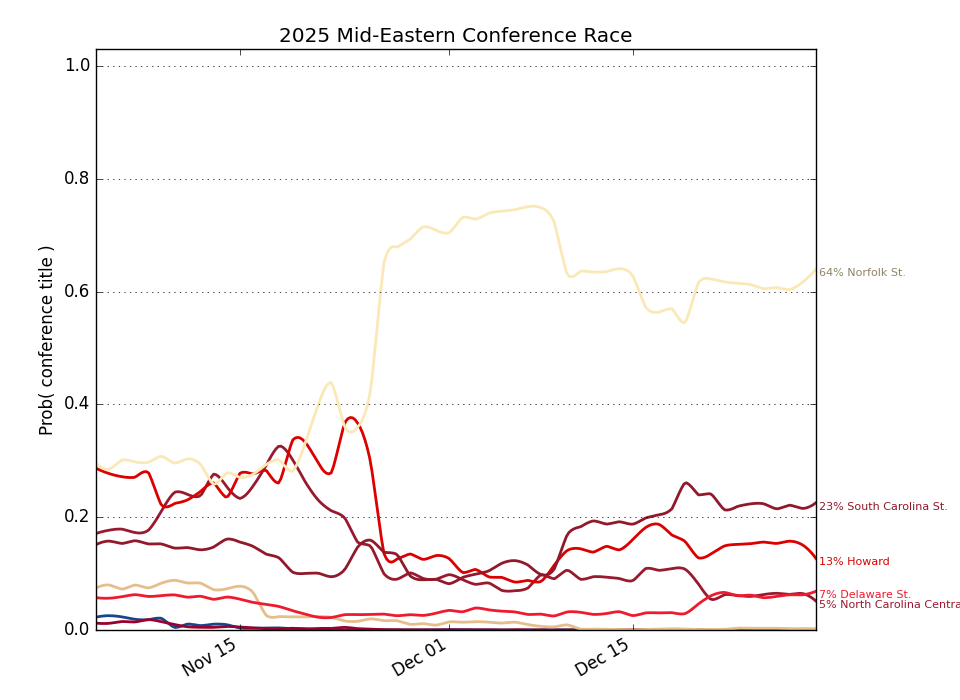 2025 Mid-Eastern Conference Race
Prob( conference title )
1.0
0.8
0.6
0.4
0.2
0.0
Nov 15
Dec 01
Dec 15
64% Norfolk St.
23% South Carolina St.
13% Howard
7% Delaware St.
5% North Carolina Centra